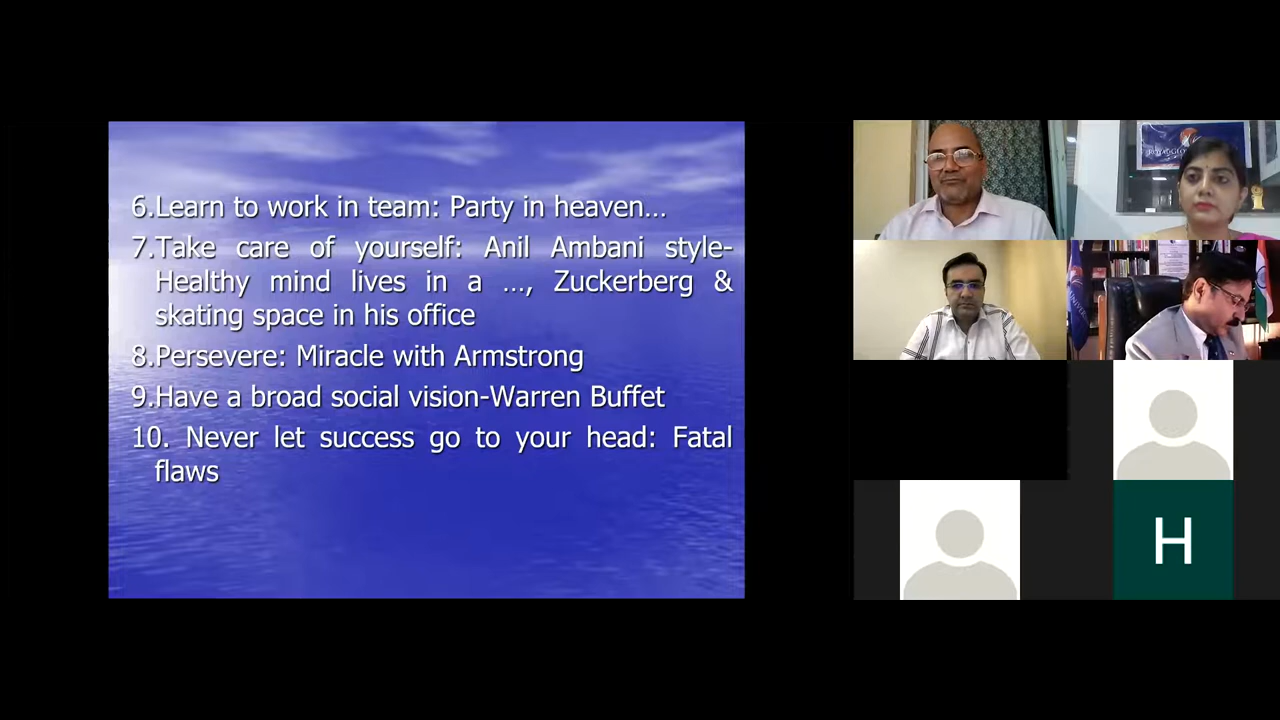 6.Learn to work in team: Party in heaven...
7.Take care of yourself: Anil Ambani style-
Healthy mind lives in a ..., Zuckerberg &
skating space in his office
8.Persevere: Miracle with Armstrong
9.Have a broad social vision-Warren Buffet
10. Never let success go to your head: Fatal
flaws
H